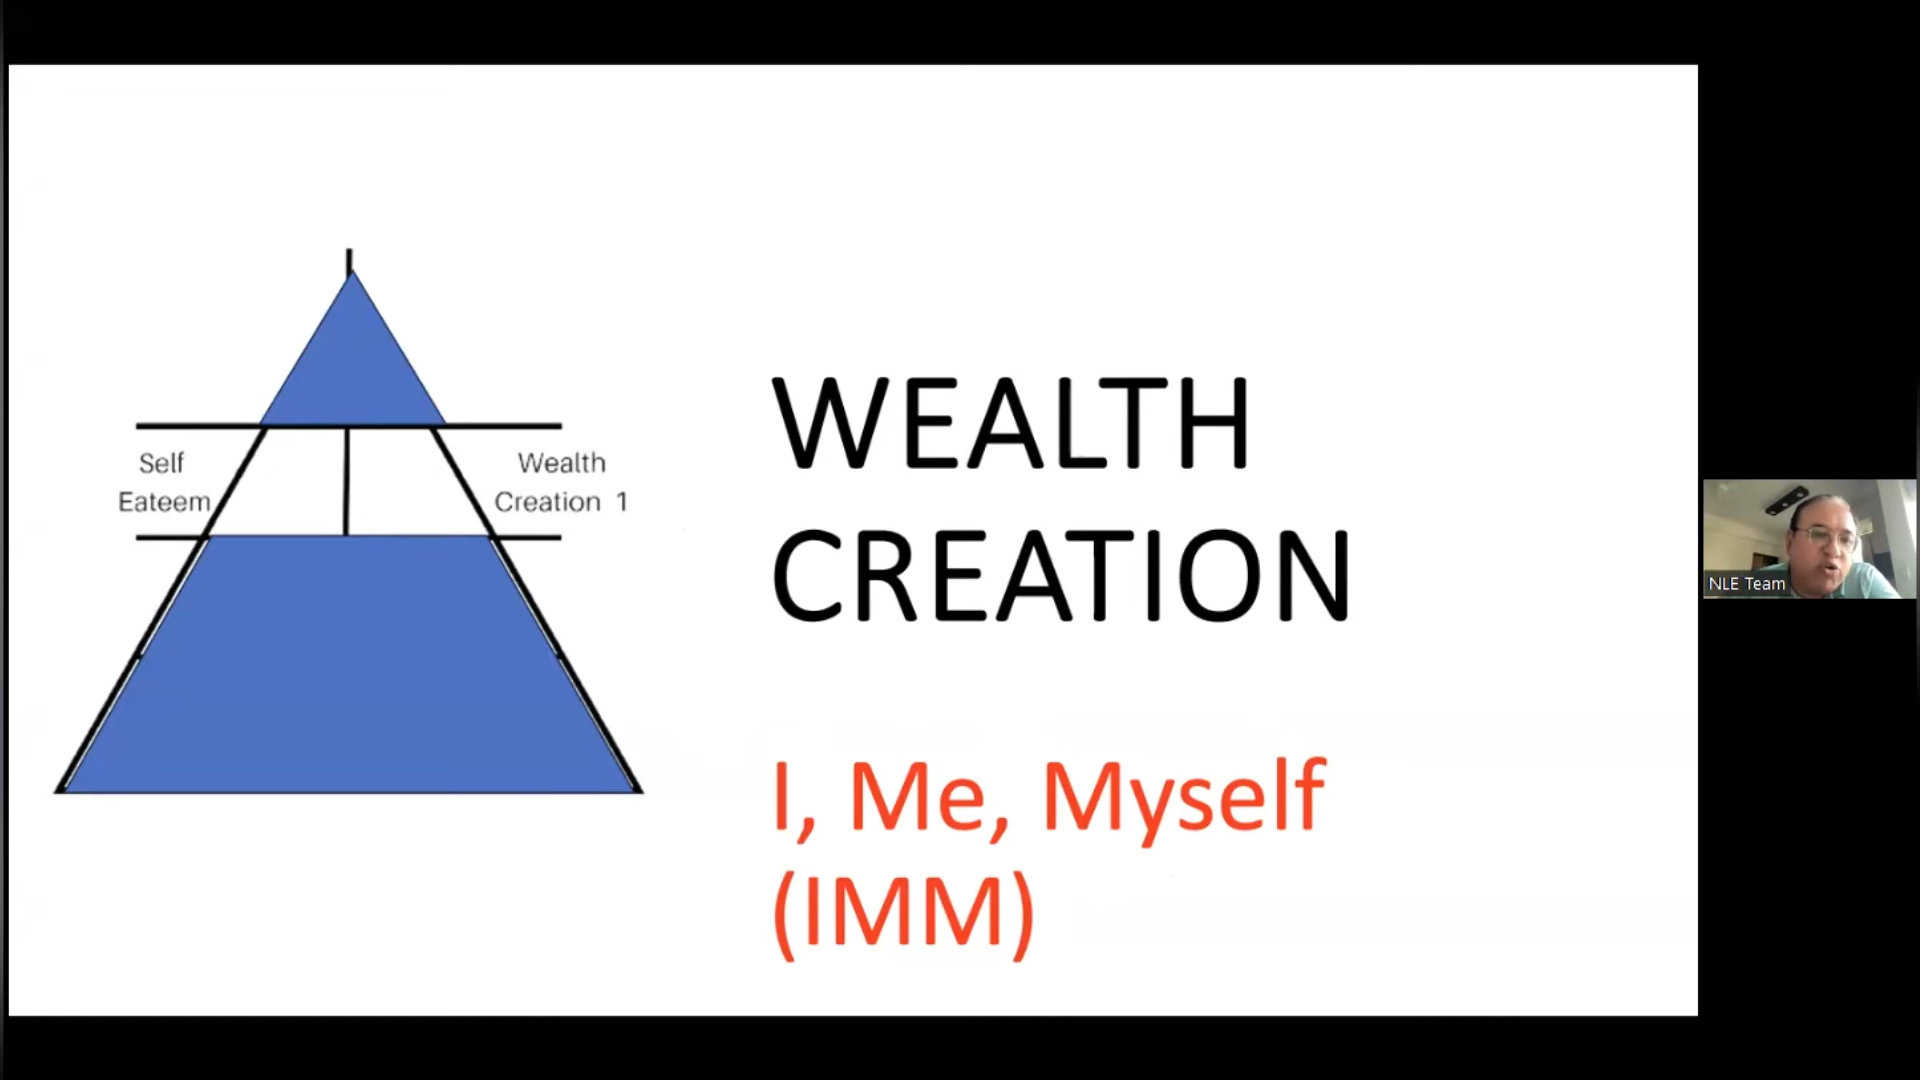 Self
Eateem
Wealth
Creation 1
WEALTH
CREATION
I, Me, Myself
(IMM)
NLE Team